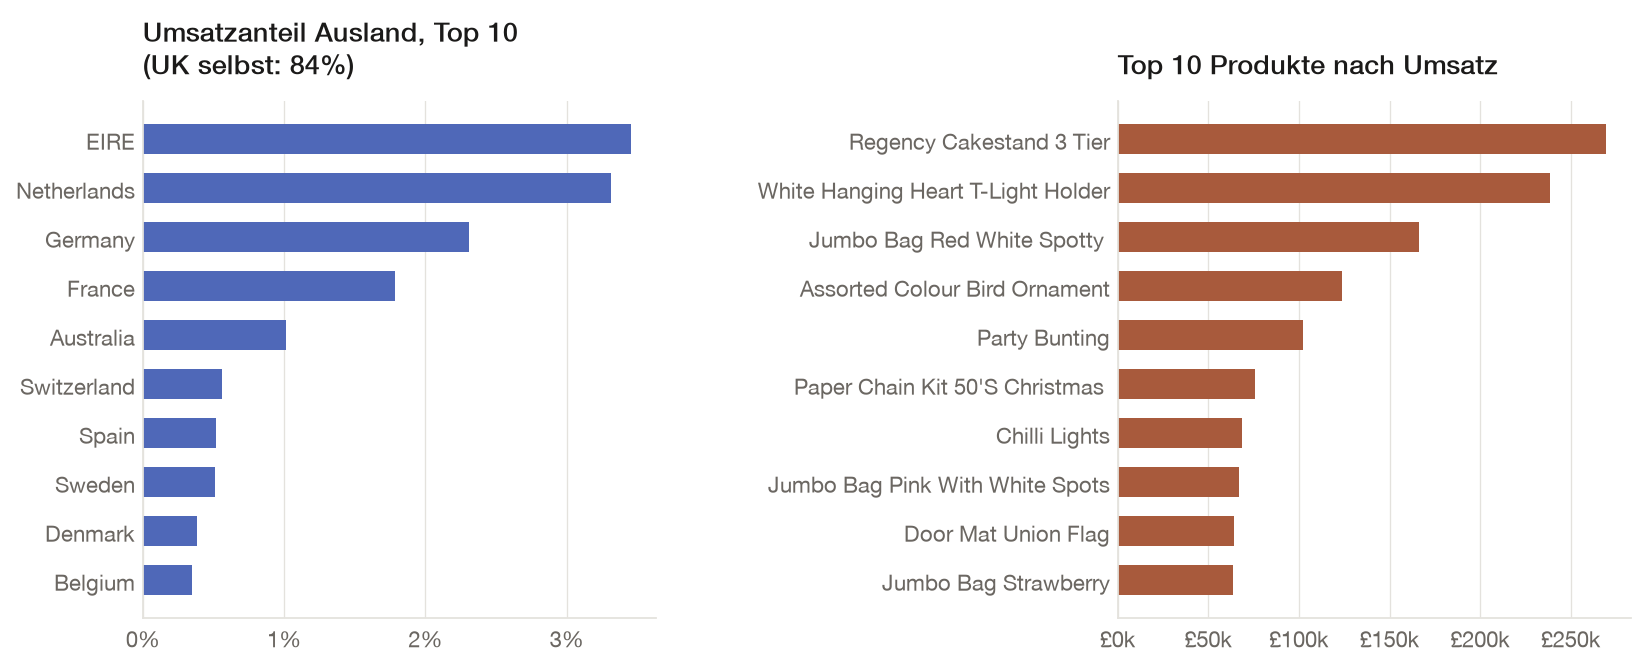 Umsatzanteil Ausland, Top 10
(UK selbst: 84%)
EIRE
Netherlands
Germany
France
Australia
Switzerland
Spain
Sweden
Denmark
Belgium
0% 1% 2% 3%
Top 10 Produkte nach Umsatz
Regency Cakestand 3 Tier
White Hanging Heart T-Light Holder
Jumbo Bag Red White Spotty
Assorted Colour Bird Ornament
Party Bunting
Paper Chain Kit 50'S Christmas
Chilli Lights
Jumbo Bag Pink With White Spots
Door Mat Union Flag
Jumbo Bag Strawberry
£0k £50k £100k £150k £200k £250k